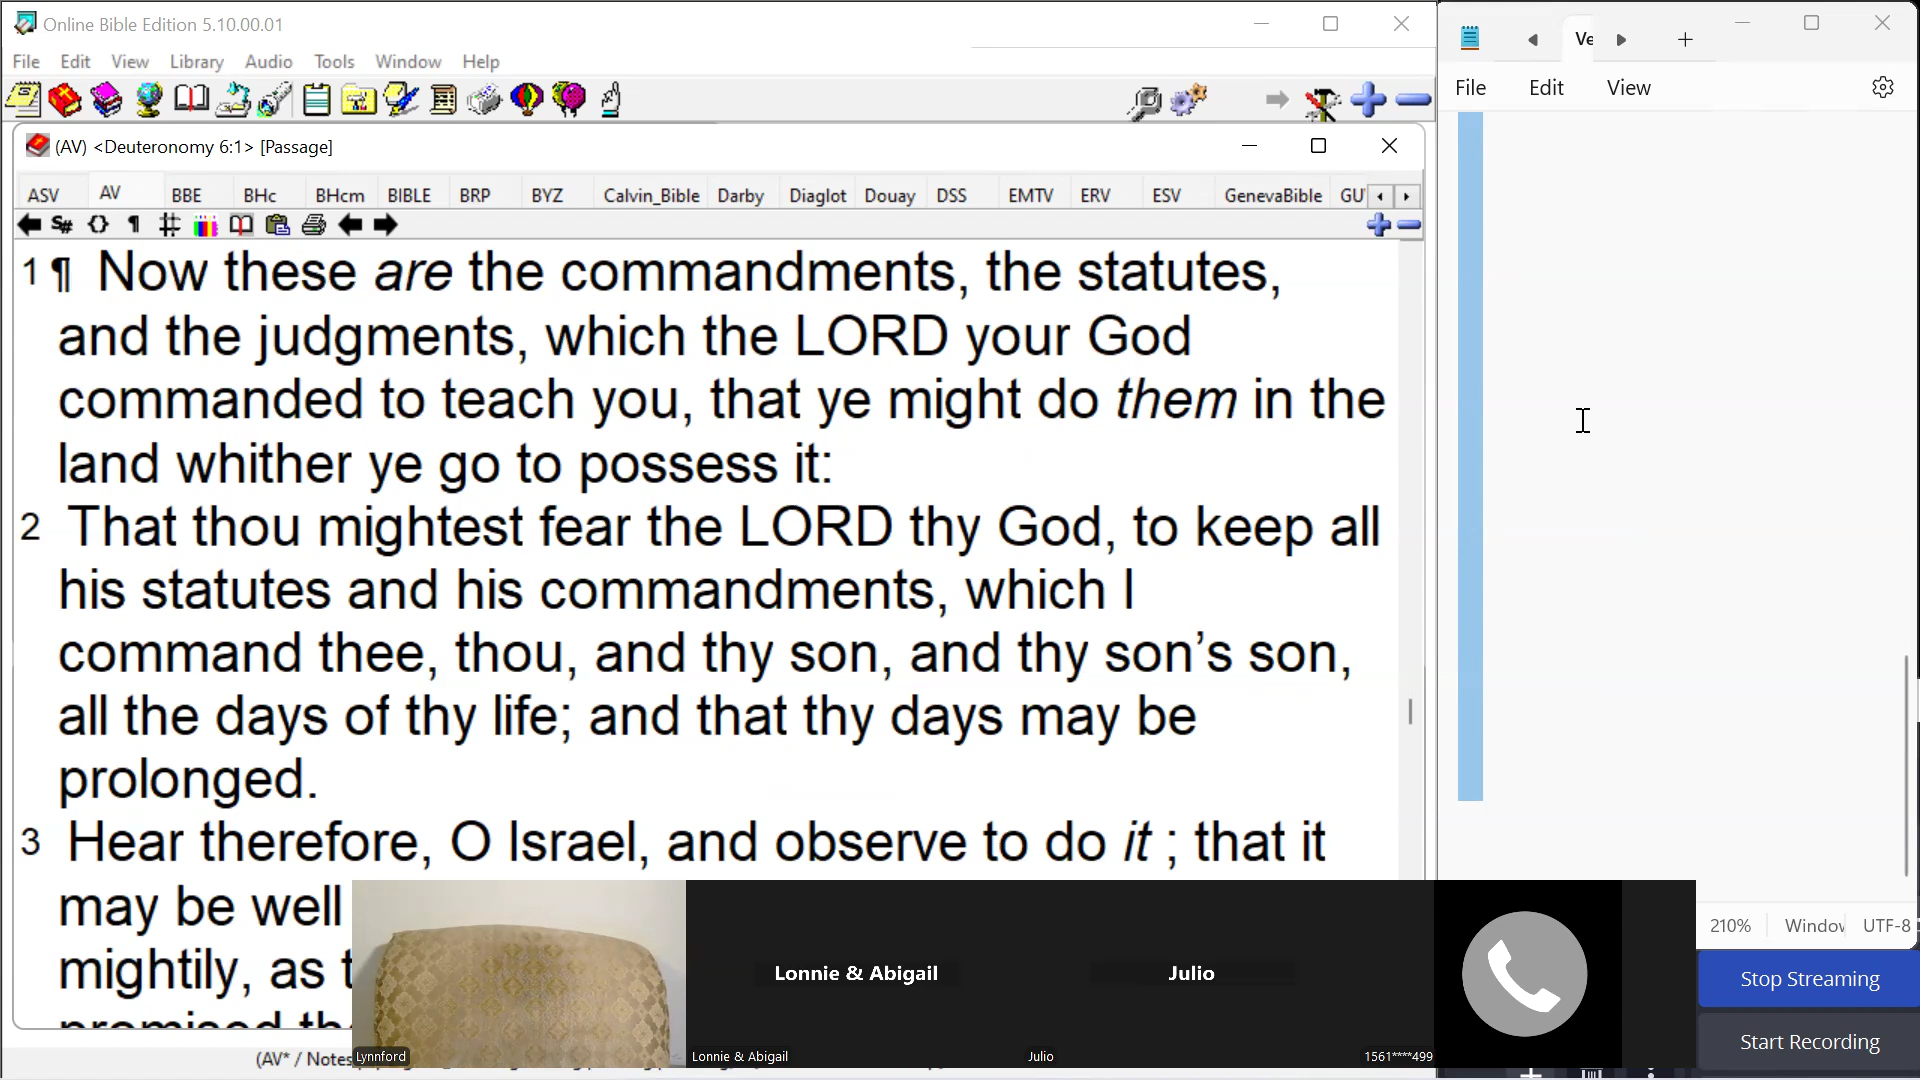 Online Bible Edition 5.10.00.01
File Edit View Library Audio Tools Window Help
(AV) <Deuteronomy 6:1> [Passage]
ASV AV BBE BHc BHcm BIBLE BRP BYZ Calvin_Bible Darby Diaglot Douay DSS EMTV ERV ESV GenevaBible GU
S# {} ¶
1 ¶ Now these are the commandments, the statutes,
and the judgments, which the LORD your God
commanded to teach you, that ye might do them in the
land whither ye go to possess it:
2 That thou mightest fear the LORD thy God, to keep all
his statutes and his commandments, which I
command thee, thou, and thy son, and thy son’s son,
all the days of thy life; and that thy days may be
prolonged.
3 Hear therefore, O Israel, and observe to do it ; that it
may be well
mightily, as t
(AV* / Notes
Ve
File Edit View
210% Window UTF-8
Stop Streaming
Start Recording
Lonnie & Abigail
Julio
Lynnford
Lonnie & Abigail
Julio
1561****499